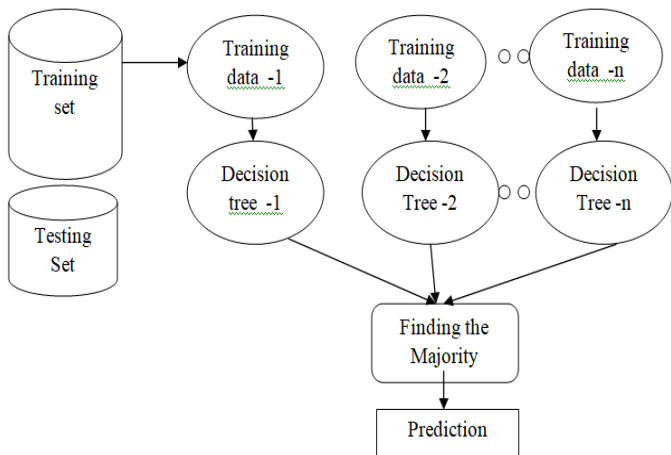 Training
set
Training
data -1
Training
data -2
Training
data -n
Testing
Set
Decision
tree -1
Decision
Tree -2
Decision
Tree -n
Finding the
Majority
Prediction